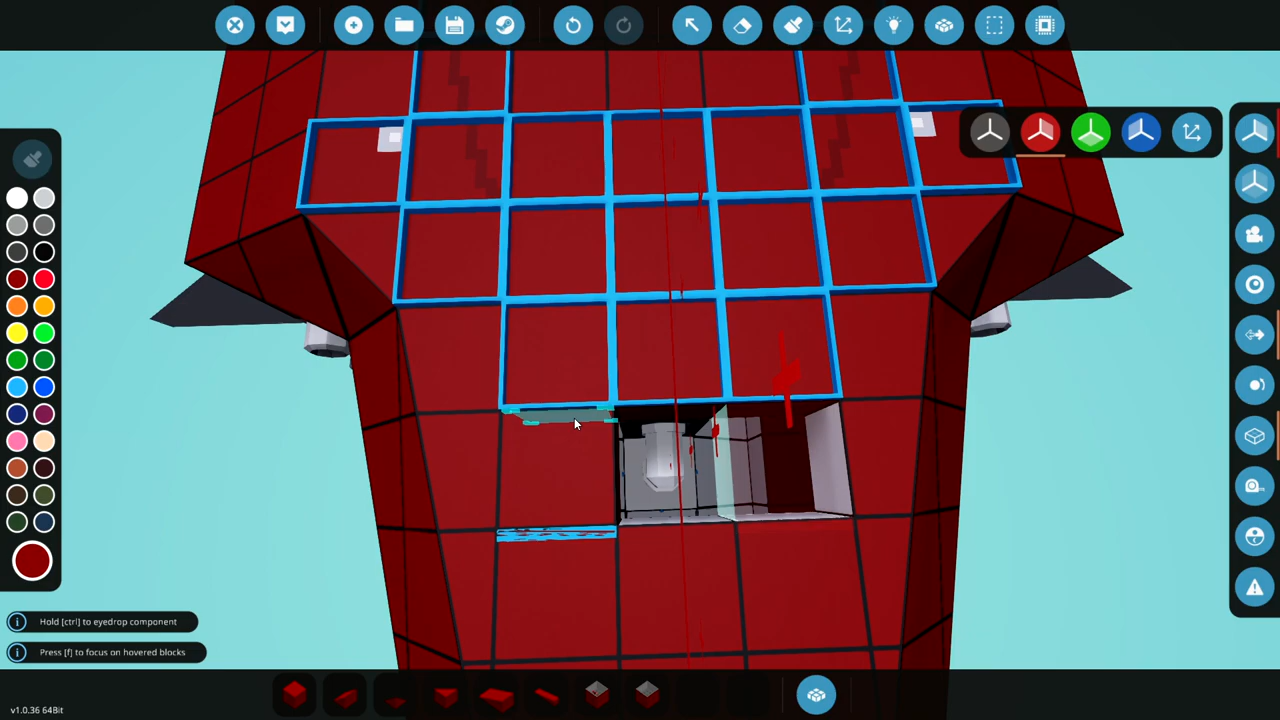 Hold [ctrl] to eyedrop component
Press [f] to focus on hovered blocks
v1.0.36 64Bit